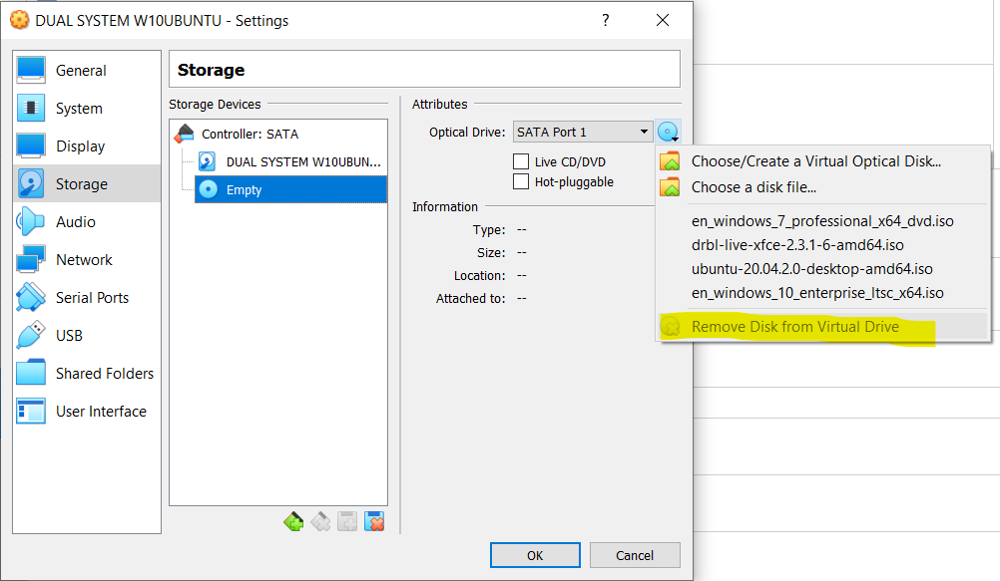 DUAL SYSTEM W10UBUNTU - Settings
?
General
System
Display
Storage
Audio
Network
Serial Ports
USB
Shared Folders
User Interface
Storage
Storage Devices
Controller: SATA
DUAL SYSTEM W10UBUN...
Empty
Attributes
Optical Drive: SATA Port 1
Live CD/DVD
Hot-pluggable
Information
Type: --
Size: --
Location: --
Attached to: --
Choose/Create a Virtual Optical Disk...
Choose a disk file...
en_windows_7_professional_x64_dvd.iso
drbl-live-xfce-2.3.1-6-amd64.iso
ubuntu-20.04.2.0-desktop-amd64.iso
en_windows_10_enterprise_ltsc_x64.iso
Remove Disk from Virtual Drive
OK
Cancel